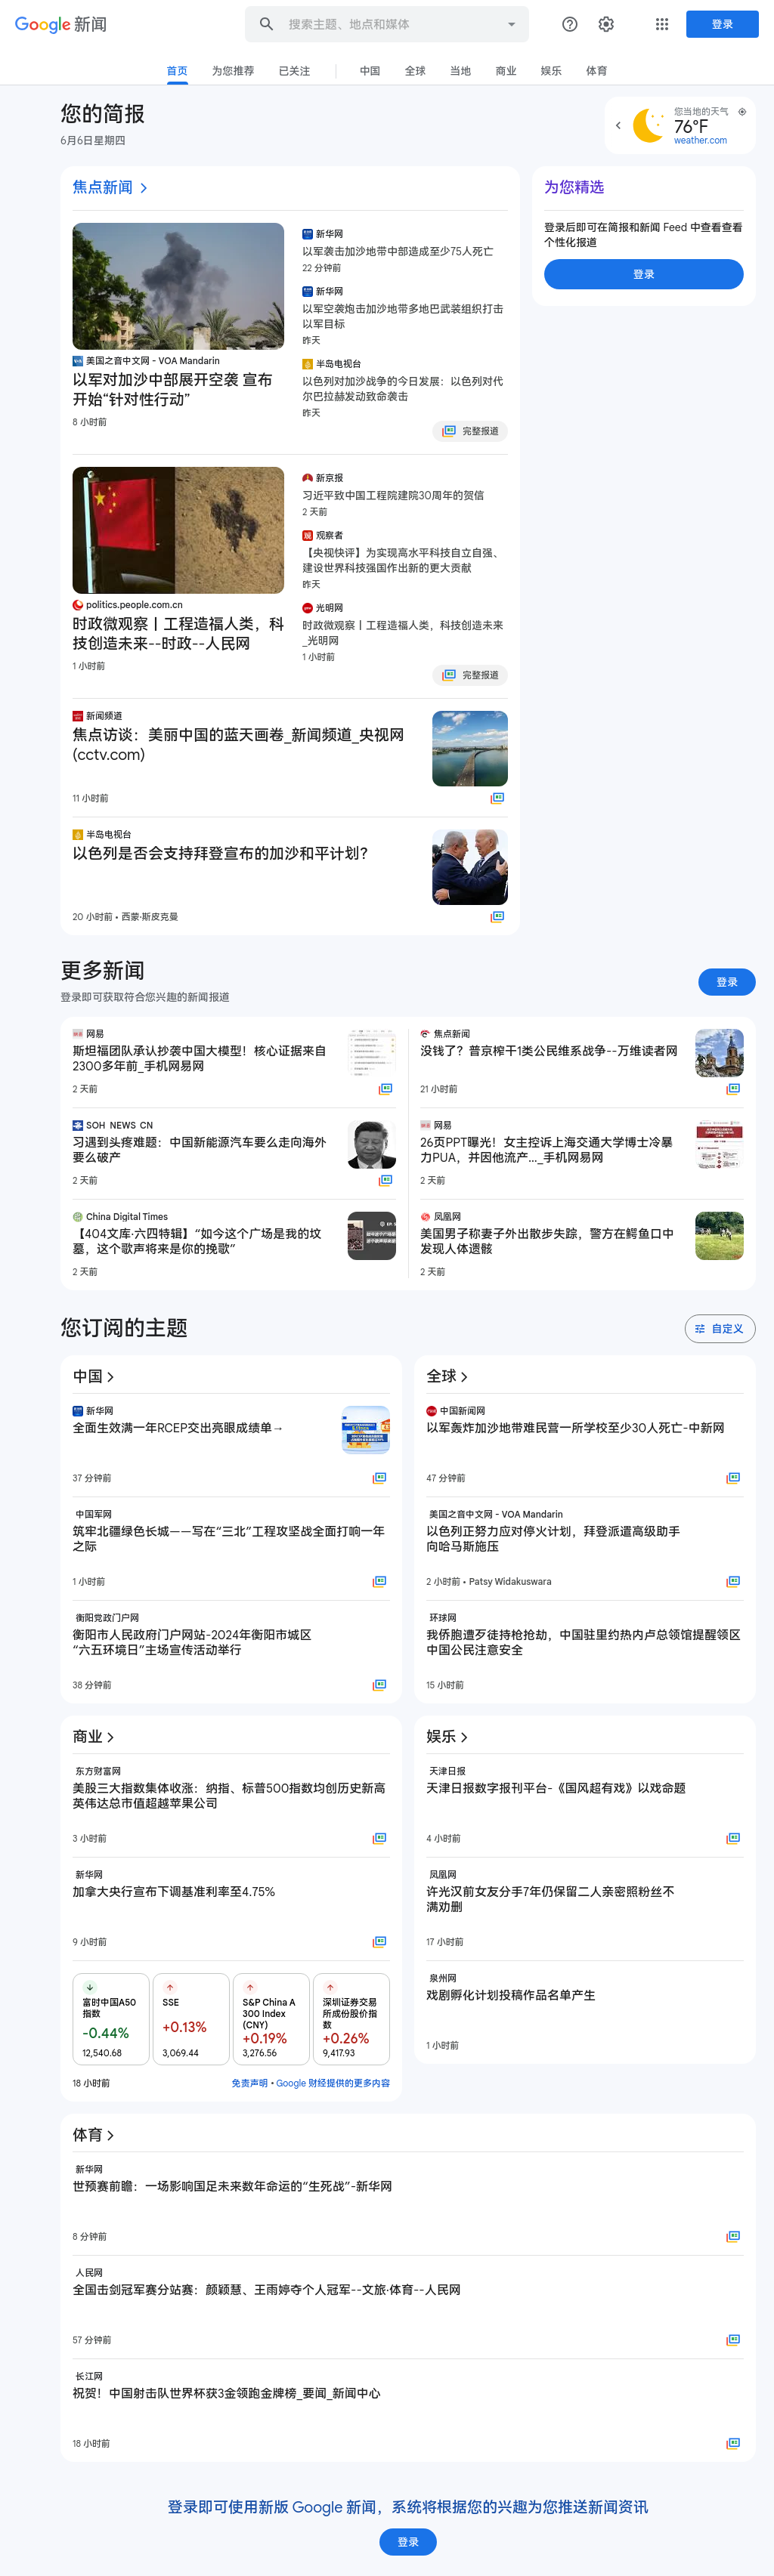 Google 新闻
搜索主题、地点和媒体
登录
首页
为您推荐
已关注
中国
全球
当地
商业
娱乐
体育
您的简报
6月6日星期四
您当地的天气
76°F
weather.com
焦点新闻
美国之音中文网 - VOA Mandarin
以军对加沙中部展开空袭 宣布
开始“针对性行动”
8 小时前
新华网
以军袭击加沙地带中部造成至少75人死亡
22 分钟前
新华网
以军空袭炮击加沙地带多地巴武装组织打击
以军目标
昨天
半岛电视台
以色列对加沙战争的今日发展：以色列对代
尔巴拉赫发动致命袭击
昨天
完整报道
politics.people.com.cn
时政微观察丨工程造福人类，科
技创造未来--时政--人民网
1 小时前
新京报
习近平致中国工程院建院30周年的贺信
2 天前
观察者
【央视快评】为实现高水平科技自立自强、
建设世界科技强国作出新的更大贡献
昨天
光明网
时政微观察丨工程造福人类，科技创造未来
_光明网
1 小时前
完整报道
新闻频道
焦点访谈：美丽中国的蓝天画卷_新闻频道_央视网
(cctv.com)
11 小时前
半岛电视台
以色列是否会支持拜登宣布的加沙和平计划？
20 小时前 • 西蒙·斯皮克曼
为您精选
登录后即可在简报和新闻 Feed 中查看查看
个性化报道
登录
更多新闻
登录即可获取符合您兴趣的新闻报道
登录
网易
斯坦福团队承认抄袭中国大模型！核心证据来自
2300多年前_手机网易网
2 天前
焦点新闻
没钱了？普京榨干1类公民维系战争--万维读者网
21 小时前
SOH_NEWS_CN
习遇到头疼难题：中国新能源汽车要么走向海外
要么破产
2 天前
网易
26页PPT曝光！女主控诉上海交通大学博士冷暴
力PUA，并因他流产..._手机网易网
2 天前
China Digital Times
【404文库·六四特辑】“如今这个广场是我的坟
墓，这个歌声将来是你的挽歌”
2 天前
凤凰网
美国男子称妻子外出散步失踪，警方在鳄鱼口中
发现人体遗骸
2 天前
您订阅的主题
自定义
中国
新华网
全面生效满一年RCEP交出亮眼成绩单→
37 分钟前
中国军网
筑牢北疆绿色长城——写在“三北”工程攻坚战全面打响一年
之际
1 小时前
衡阳党政门户网
衡阳市人民政府门户网站-2024年衡阳市城区
“六五环境日”主场宣传活动举行
38 分钟前
全球
中国新闻网
以军轰炸加沙地带难民营一所学校至少30人死亡-中新网
47 分钟前
美国之音中文网 - VOA Mandarin
以色列正努力应对停火计划，拜登派遣高级助手
向哈马斯施压
2 小时前 • Patsy Widakuswara
环球网
我侨胞遭歹徒持枪抢劫，中国驻里约热内卢总领馆提醒领区
中国公民注意安全
15 小时前
商业
东方财富网
美股三大指数集体收涨：纳指、标普500指数均创历史新高
英伟达总市值超越苹果公司
3 小时前
新华网
加拿大央行宣布下调基准利率至4.75%
9 小时前
富时中国A50
指数
-0.44%
12,540.68
SSE
+0.13%
3,069.44
S&P China A
300 Index
(CNY)
+0.19%
3,276.56
深圳证券交易
所成份股价指
数
+0.26%
9,417.93
18 小时前
免责声明 • Google 财经提供的更多内容
娱乐
天津日报
天津日报数字报刊平台-《国风超有戏》以戏命题
4 小时前
凤凰网
许光汉前女友分手7年仍保留二人亲密照粉丝不
满劝删
17 小时前
泉州网
戏剧孵化计划投稿作品名单产生
1 小时前
体育
新华网
世预赛前瞻：一场影响国足未来数年命运的“生死战”-新华网
8 分钟前
人民网
全国击剑冠军赛分站赛：颜颖慧、王雨婷夺个人冠军--文旅·体育--人民网
57 分钟前
长江网
祝贺！中国射击队世界杯获3金领跑金牌榜_要闻_新闻中心
18 小时前
登录即可使用新版 Google 新闻，系统将根据您的兴趣为您推送新闻资讯
登录